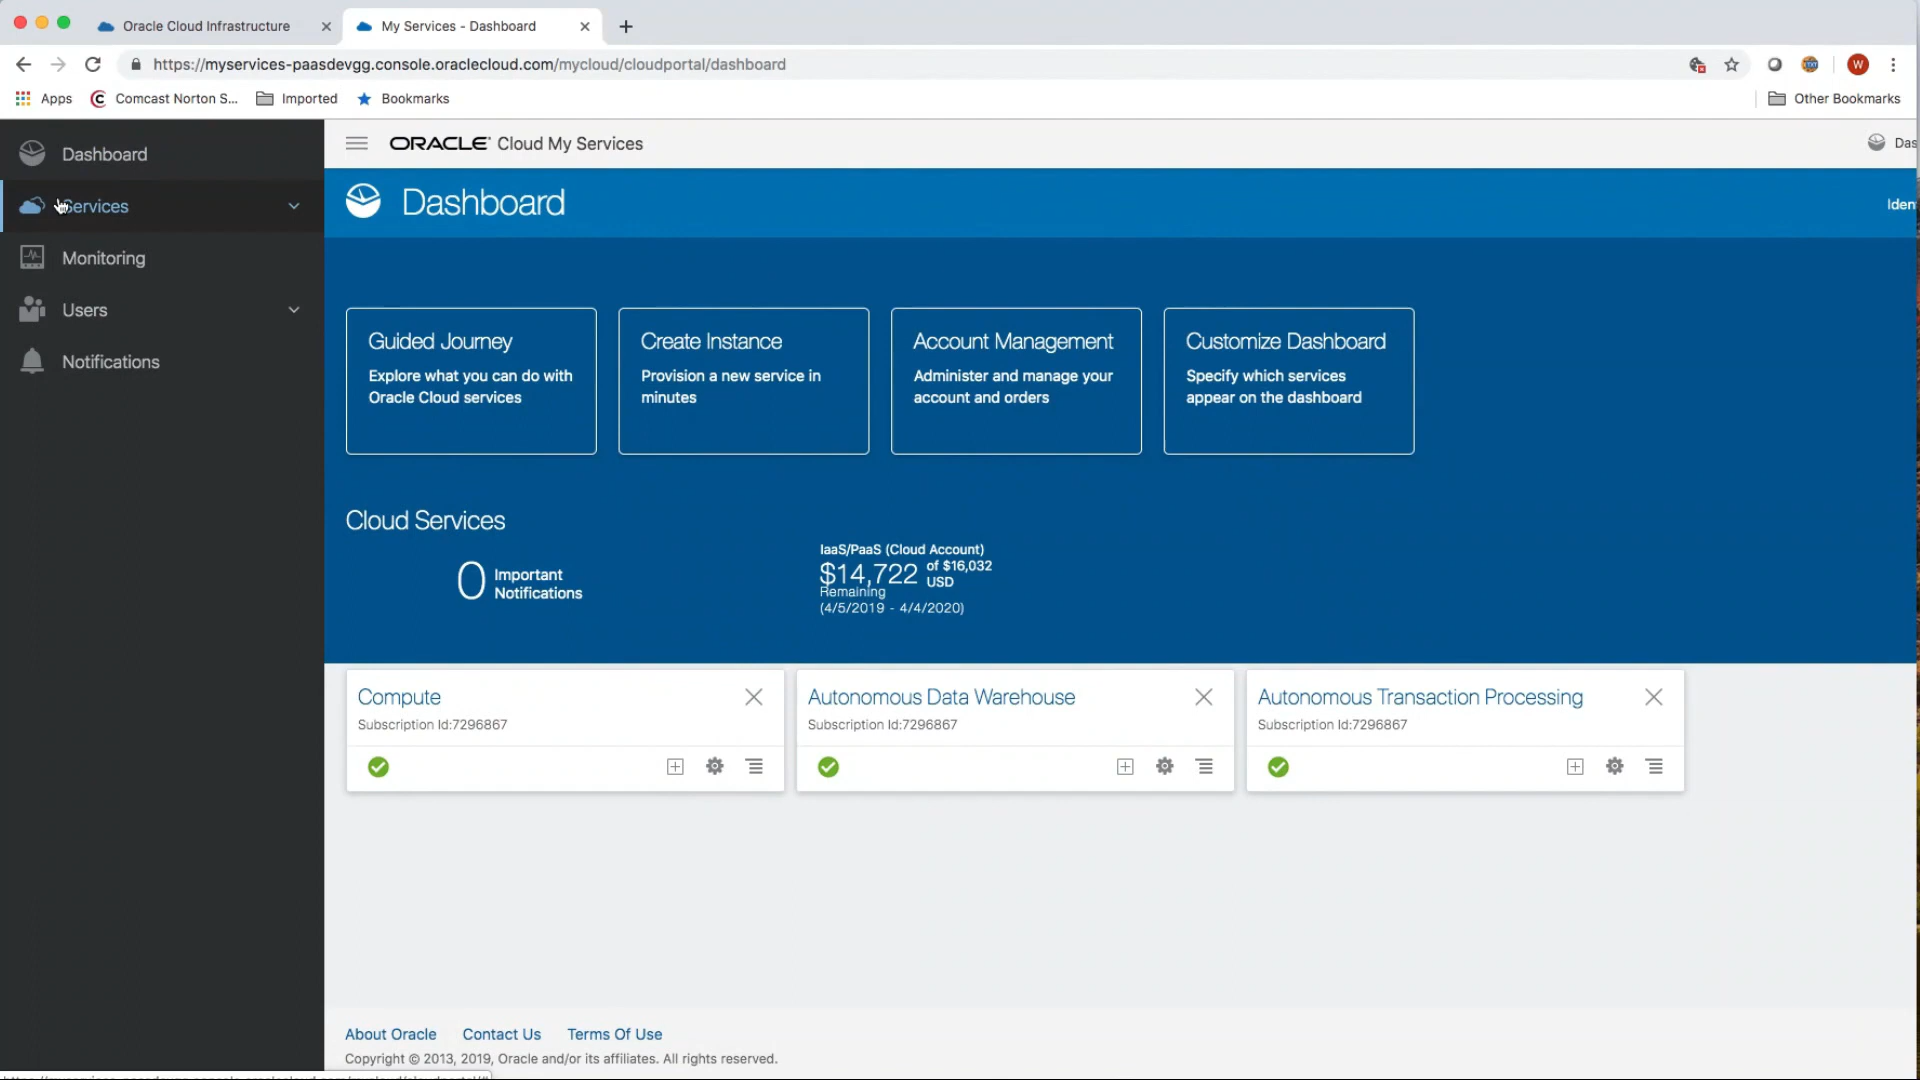 Oracle Cloud Infrastructure
My Services - Dashboard
https://myservices-paasdevgg.console.oraclecloud.com/mycloud/cloudportal/dashboard
W
Apps
Comcast Norton S...
Imported
Bookmarks
Other Bookmarks
Dashboard
Services
Monitoring
Users
Notifications
ORACLE Cloud My Services
Das
Dashboard
Iden
Guided Journey
Explore what you can do with
Oracle Cloud services
Create Instance
Provision a new service in
minutes
Account Management
Administer and manage your
account and orders
Customize Dashboard
Specify which services
appear on the dashboard
Cloud Services
0 Important
Notifications
IaaS/PaaS (Cloud Account)
$14,722 of $16,032
USD
Remaining
(4/5/2019 - 4/4/2020)
Compute
Subscription Id:7296867
Autonomous Data Warehouse
Subscription Id:7296867
Autonomous Transaction Processing
Subscription Id:7296867
About Oracle Contact Us Terms Of Use
Copyright © 2013, 2019, Oracle and/or its affiliates. All rights reserved.